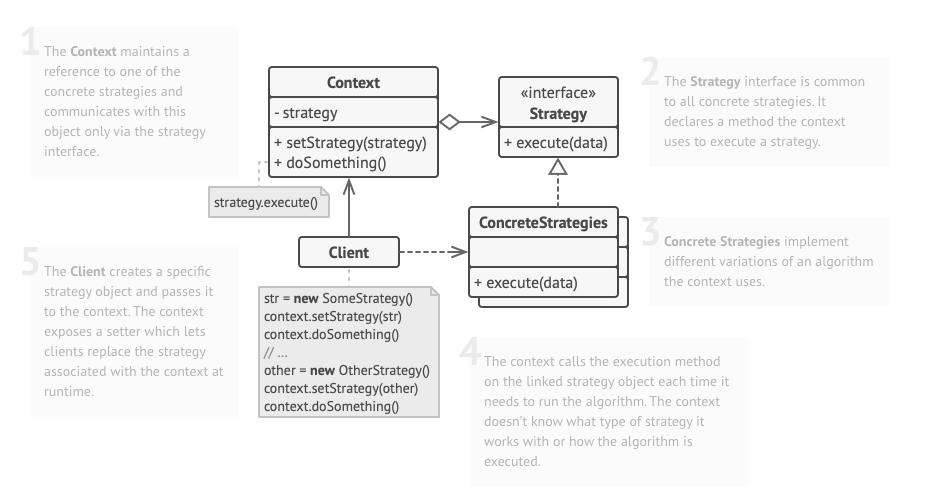 1
The Context maintains a
reference to one of the
concrete strategies and
communicates with this
object only via the strategy
interface.
Context
- strategy
+ setStrategy(strategy)
+ doSomething()
strategy.execute()
«interface»
Strategy
+ execute(data)
2
The Strategy interface is common
to all concrete strategies. It
declares a method the context
uses to execute a strategy.
ConcreteStrategies
+ execute(data)
3
Concrete Strategies implement
different variations of an algorithm
the context uses.
Client
str = new SomeStrategy()
context.setStrategy(str)
context.doSomething()
// ...
other = new OtherStrategy()
context.setStrategy(other)
context.doSomething()
4
The context calls the execution method
on the linked strategy object each time it
needs to run the algorithm. The context
doesn't know what type of strategy it
works with or how the algorithm is
executed.
5
The Client creates a specific
strategy object and passes it
to the context. The context
exposes a setter which lets
clients replace the strategy
associated with the context at
runtime.